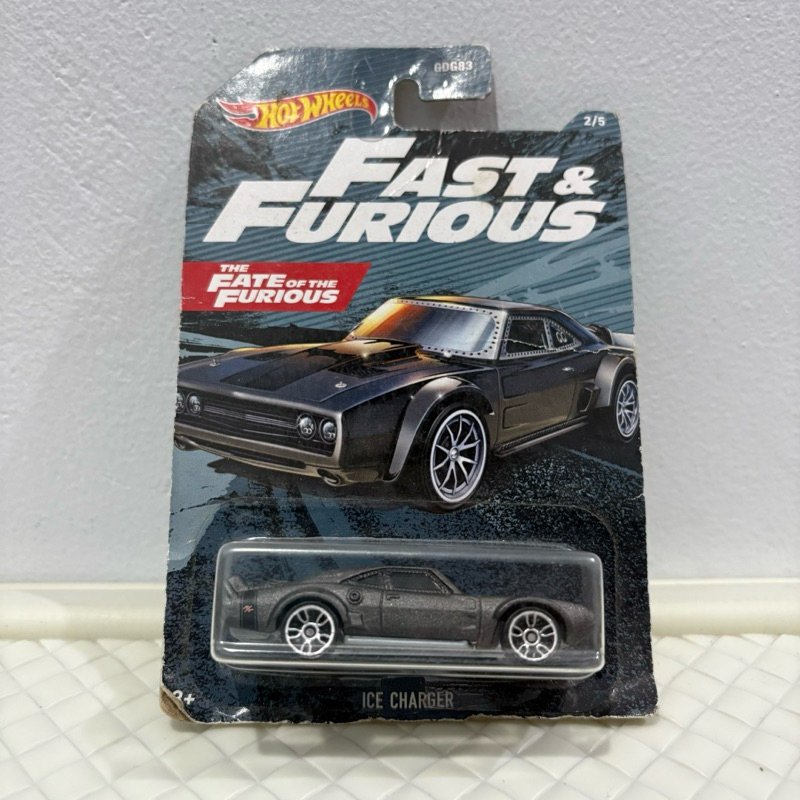 GDG83
HOT WHEELS
2/5
FAST &
FURIOUS
THE
FATE OF THE
FURIOUS
ICE CHARGER